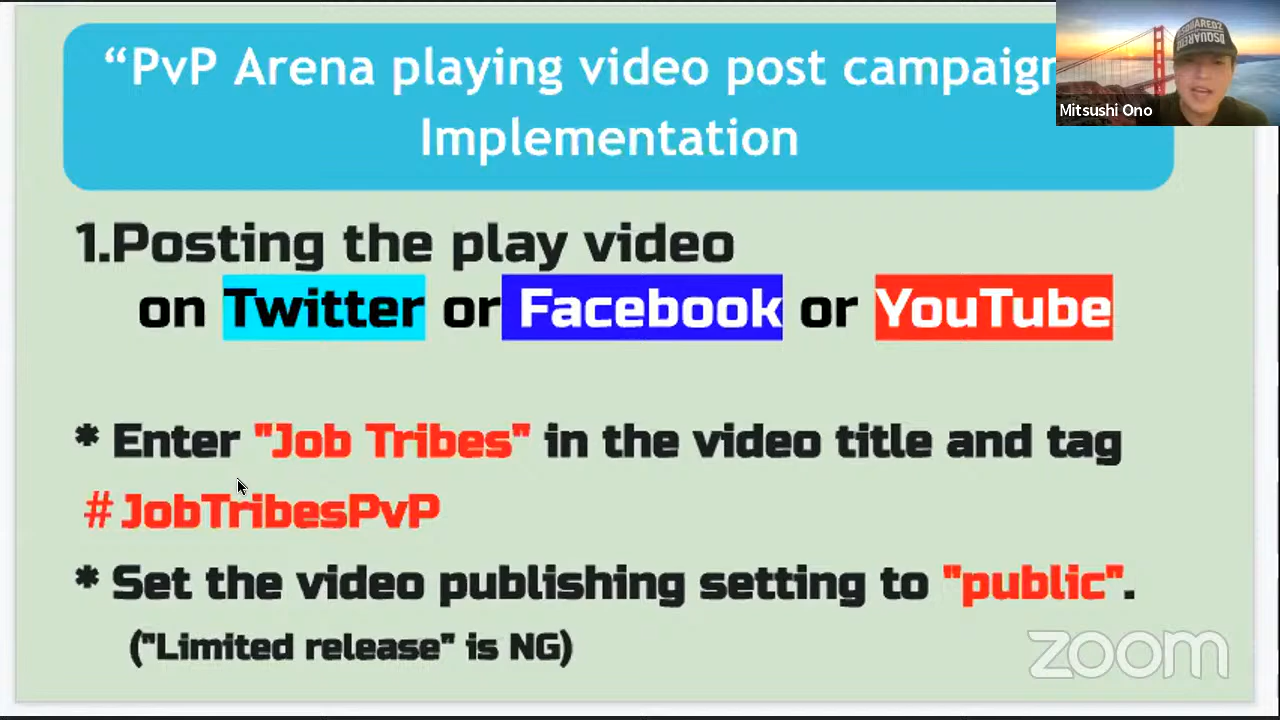 “PvP Arena playing video post campaign
Implementation
Mitsushi Ono
1.Posting the play video
on Twitter or Facebook or YouTube
* Enter "Job Tribes" in the video title and tag
# JobTribesPvP
* Set the video publishing setting to "public".
("Limited release" is NG)
zoom